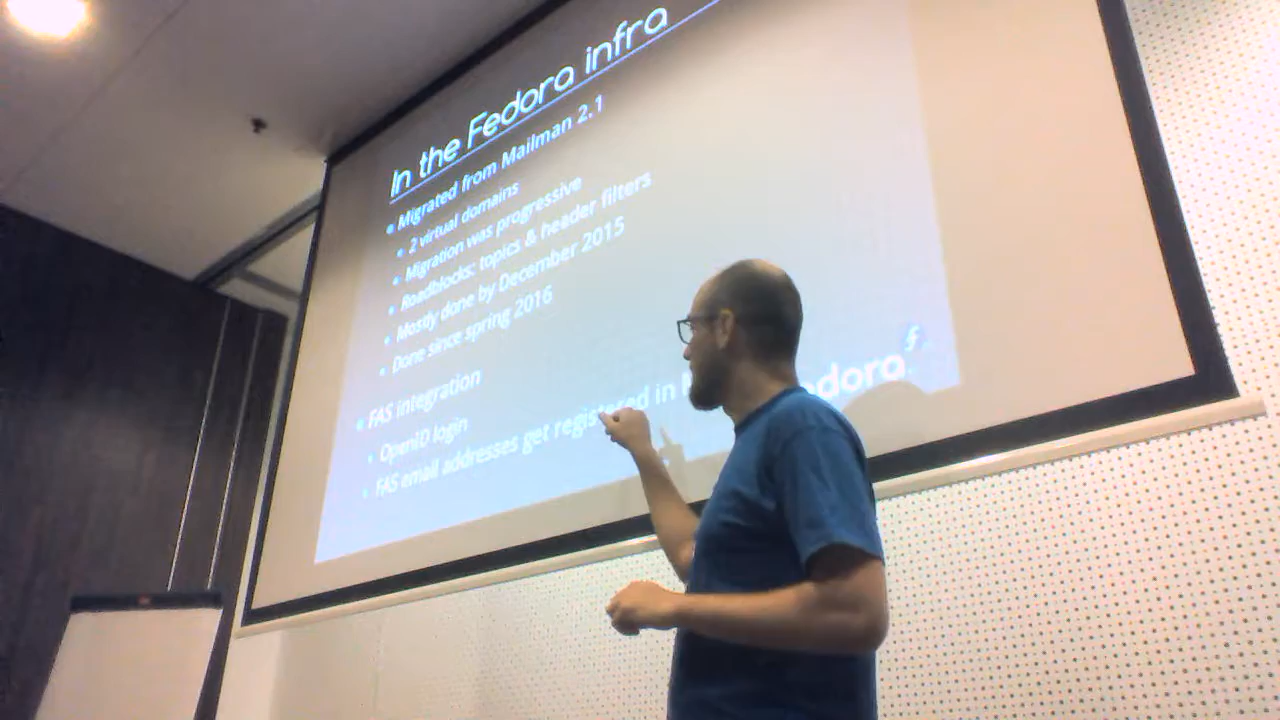 In the Fedora infra
Migrated from Mailman 2.1
2 virtual domains
Migration was progressive
Roadblocks: topics & header filters
Mostly done by December 2015
Done since spring 2016
FAS integration
OpenID login
FAS email addresses get registered in
edora